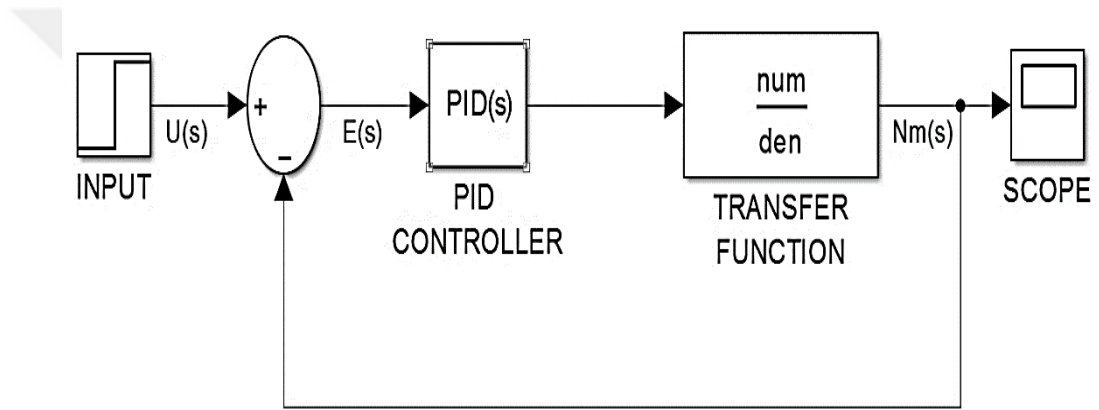 +
−
U(s)
INPUT
E(s)
PID(s)
PID
CONTROLLER
num
den
TRANSFER
FUNCTION
Nm(s)
SCOPE